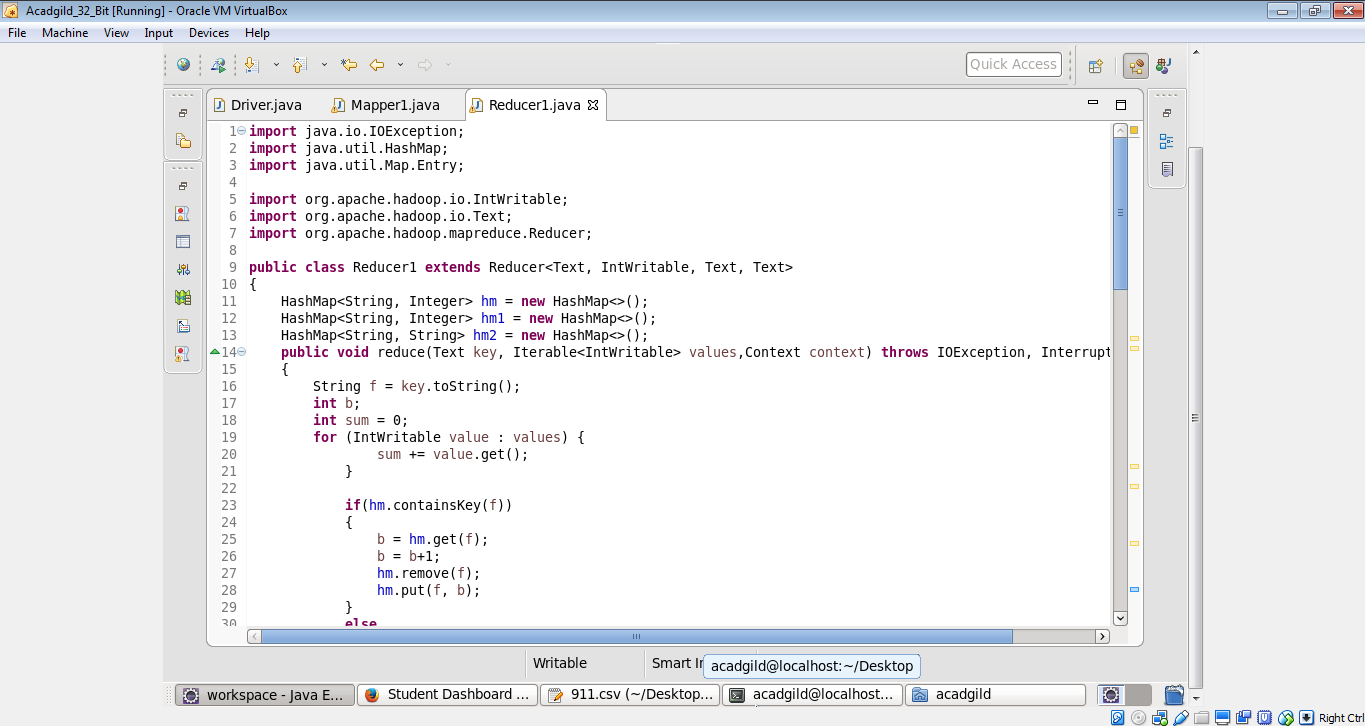 Acadgild_32_Bit [Running] - Oracle VM VirtualBox
File Machine View Input Devices Help
Quick Access
Driver.java Mapper1.java Reducer1.java
1 import java.io.IOException;
2 import java.util.HashMap;
3 import java.util.Map.Entry;
4
5 import org.apache.hadoop.io.IntWritable;
6 import org.apache.hadoop.io.Text;
7 import org.apache.hadoop.mapreduce.Reducer;
8
9 public class Reducer1 extends Reducer<Text, IntWritable, Text, Text>
10 {
11 HashMap<String, Integer> hm = new HashMap<>();
12 HashMap<String, Integer> hm1 = new HashMap<>();
13 HashMap<String, String> hm2 = new HashMap<>();
14 public void reduce(Text key, Iterable<IntWritable> values,Context context) throws IOException, Interrupt
15 {
16 String f = key.toString();
17 int b;
18 int sum = 0;
19 for (IntWritable value : values) {
20 sum += value.get();
21 }
22
23 if(hm.containsKey(f))
24 {
25 b = hm.get(f);
26 b = b+1;
27 hm.remove(f);
28 hm.put(f, b);
29 }
30 else
Writable Smart In
acadgild@localhost:~/Desktop
workspace - Java E... Student Dashboard ... 911.csv (~/Desktop... acadgild@localhost... acadgild
Right Ctrl